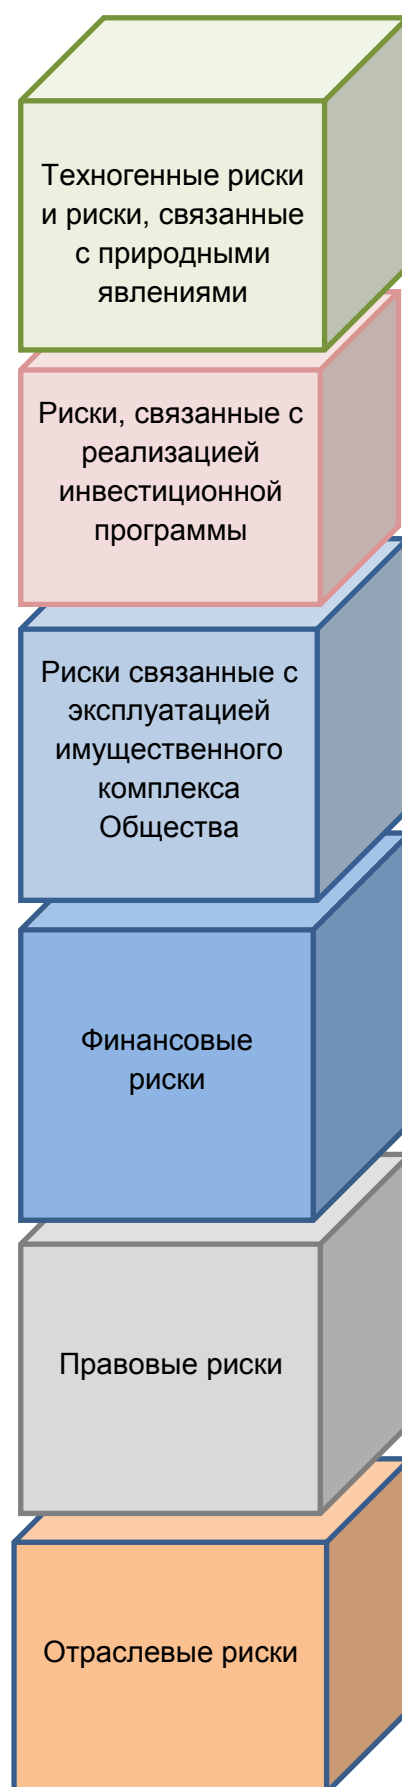 Техногенные риски
и риски, связанные
с природными
явлениями
Риски, связанные с
реализацией
инвестиционной
программы
Риски связанные с
эксплуатацией
имущественного
комплекса
Общества
Финансовые
риски
Правовые риски
Отраслевые риски